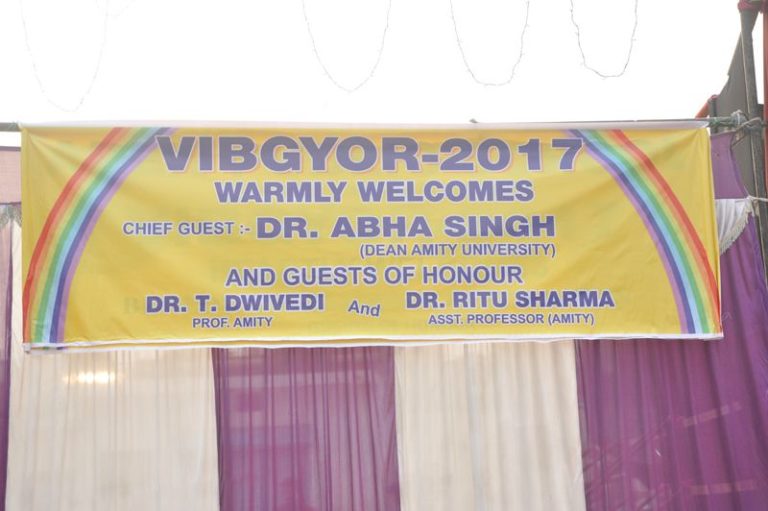 VIBGYOR-2017
WARMLY WELCOMES
CHIEF GUEST :- DR. ABHA SINGH
(DEAN AMITY UNIVERSITY)
AND GUESTS OF HONOUR
DR. T. DWIVEDI And DR. RITU SHARMA
PROF. AMITY ASST. PROFESSOR (AMITY)